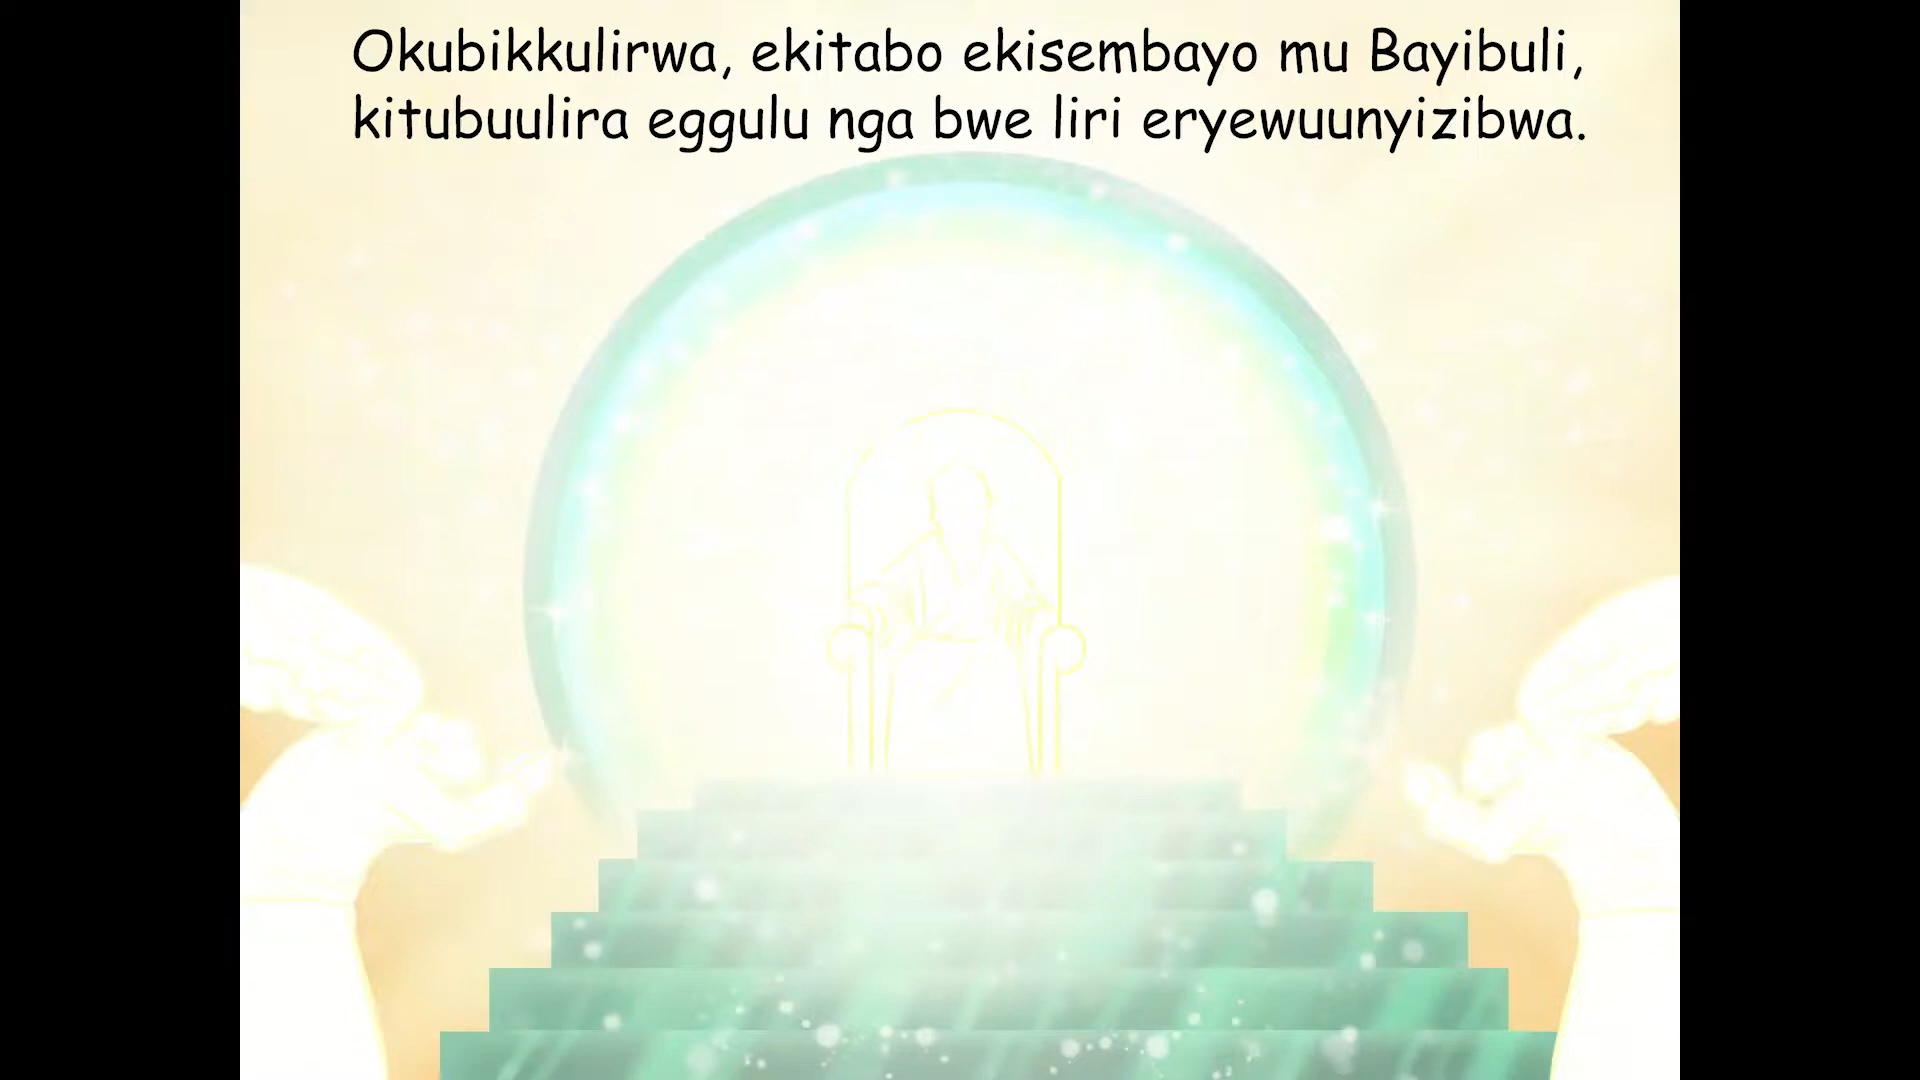 Okubikkulirwa, ekitabo ekisembayo mu Bayibuli,
kitubuulira eggulu nga bwe liri eryewuunyizibwa.